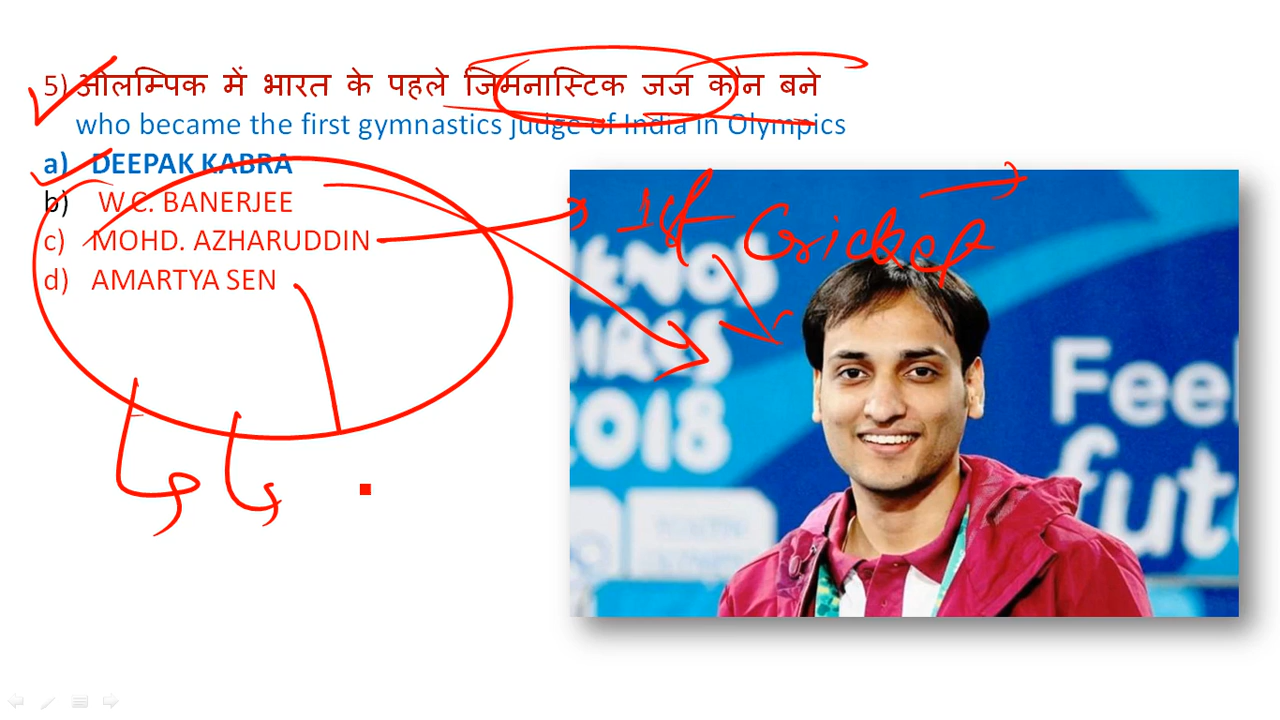 5) ओलम्पिक में भारत के पहले जिमनास्टिक जज कौन बने
who became the first gymnastics judge of India in Olympics
a) DEEPAK KABRA
b) W.C. BANERJEE
c) MOHD. AZHARUDDIN
d) AMARTYA SEN
1st Cricket
2018
Feel
futu